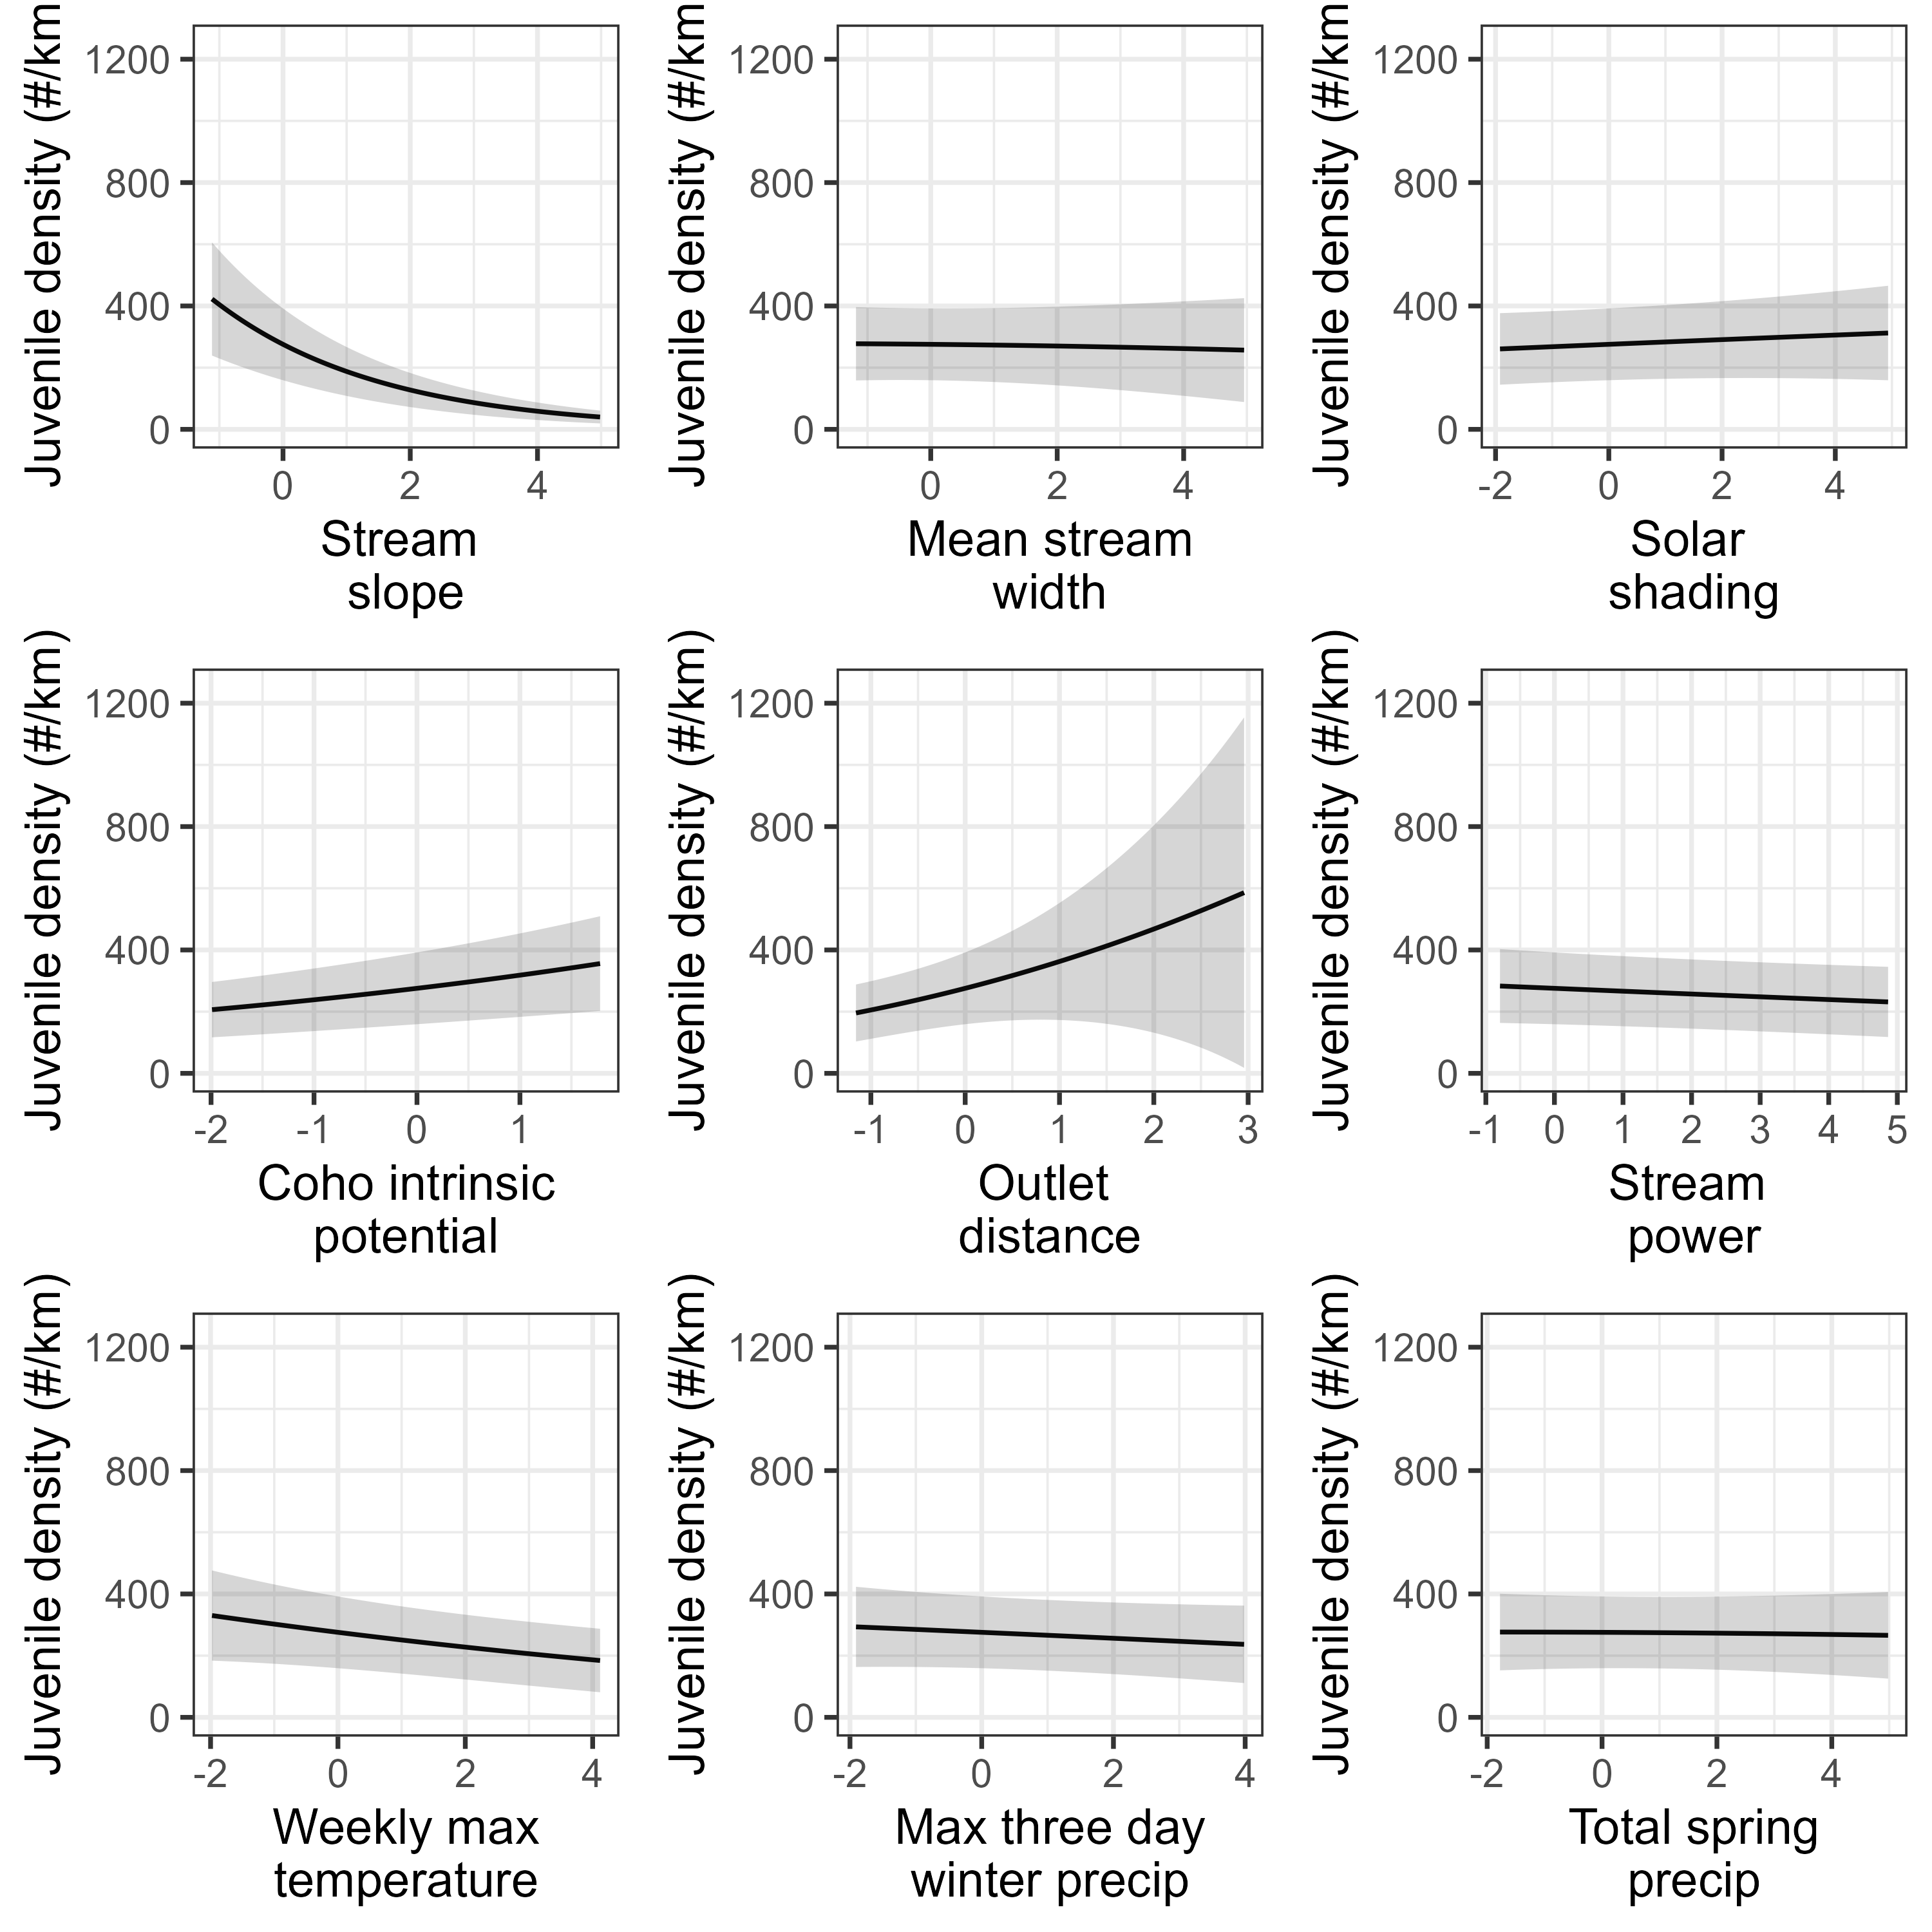 Juvenile density (#/km
1200
800
400
0
0 2 4
Stream
slope
Juvenile density (#/km
1200
800
400
0
0 2 4
Mean stream
width
Juvenile density (#/km
1200
800
400
0
-2 0 2 4
Solar
shading
Juvenile density (#/km)
1200
800
400
0
-2 -1 0 1
Coho intrinsic
potential
Juvenile density (#/km)
1200
800
400
0
-1 0 1 2 3
Outlet
distance
Juvenile density (#/km)
1200
800
400
0
-1 0 1 2 3 4 5
Stream
power
Juvenile density (#/km)
1200
800
400
0
-2 0 2 4
Weekly max
temperature
Juvenile density (#/km)
1200
800
400
0
-2 0 2 4
Max three day
winter precip
Juvenile density (#/km)
1200
800
400
0
-2 0 2 4
Total spring
precip